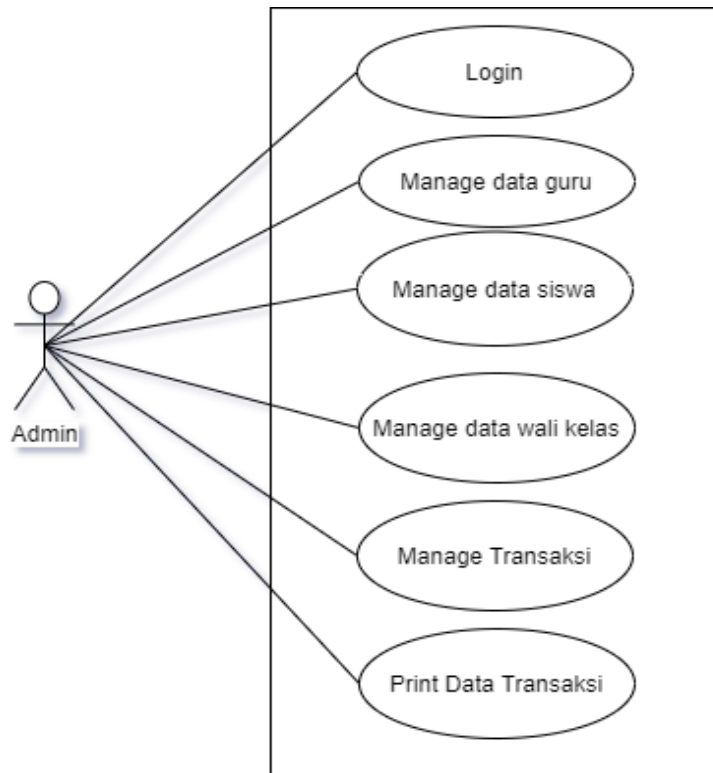 Login
Manage data guru
Manage data siswa
Admin
Manage data wali kelas
Manage Transaksi
Print Data Transaksi